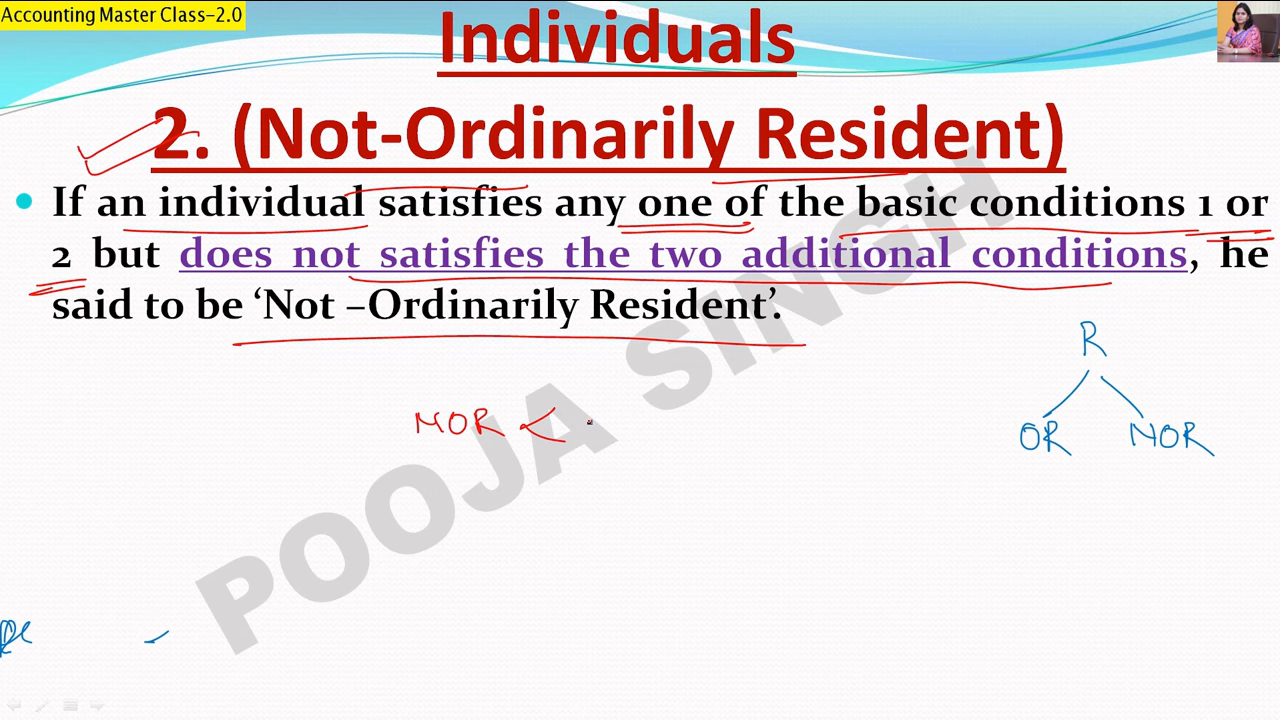 Accounting Master Class-2.0
Individuals
2. (Not-Ordinarily Resident)
If an individual satisfies any one of the basic conditions 1 or
2 but does not satisfies the two additional conditions, he
said to be ‘Not –Ordinarily Resident’.
R
NOR <
OR NOR
POOJA SINGH